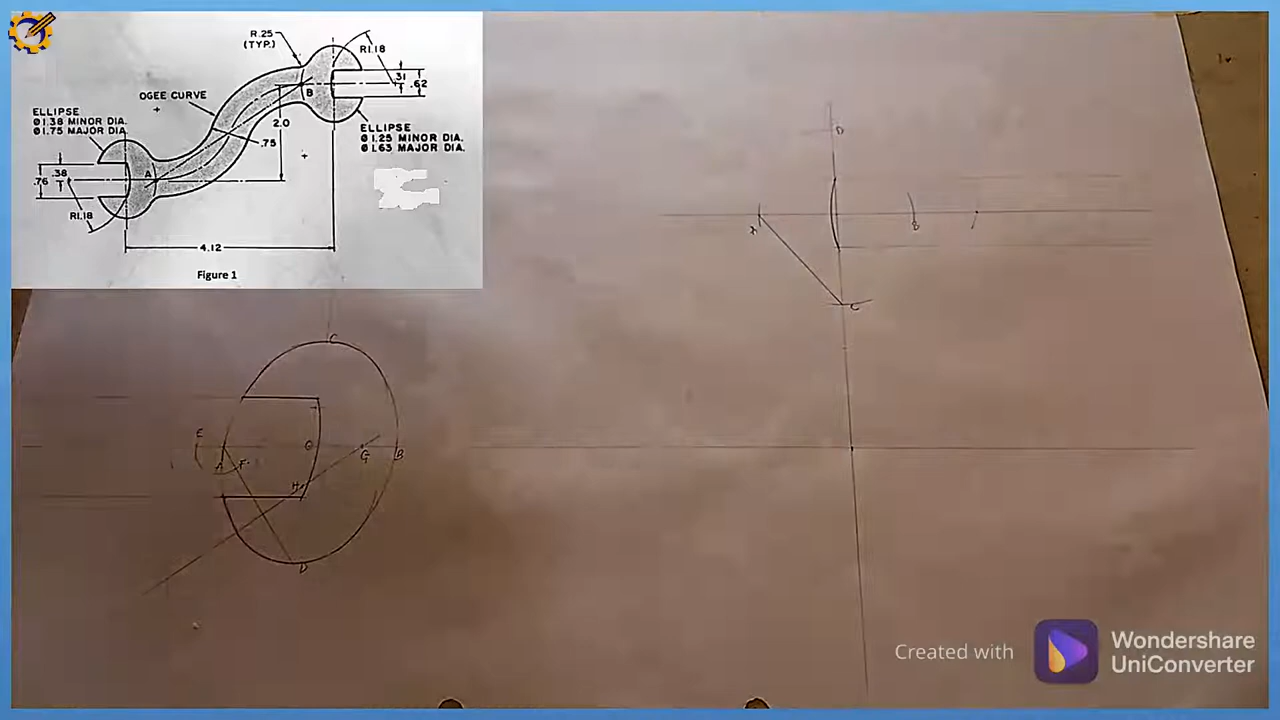 R.25
(TYP.)
R1.18
.31
.62
B
OGEE CURVE
2.0
ELLIPSE
Ø1.38 MINOR DIA.
Ø1.75 MAJOR DIA.
.75
ELLIPSE
Ø1.25 MINOR DIA.
Ø1.63 MAJOR DIA.
.38
.76
A
R1.18
4.12
Figure 1
D
A
B
C
C
E
O
G
B
A
F
H
D
Created with
Wondershare
UniConverter